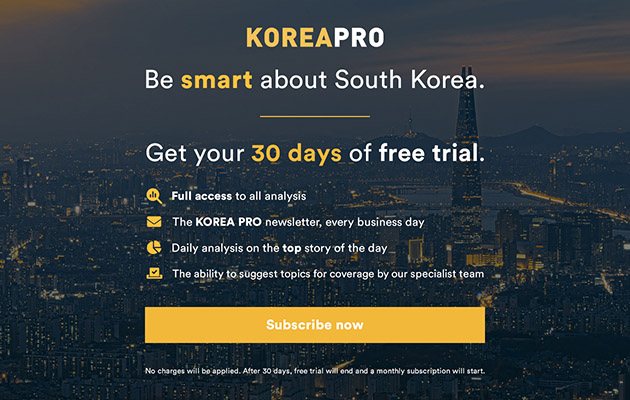 KOREAPRO
Be smart about South Korea.
Get your 30 days of free trial.
Full access to all analysis
The KOREA PRO newsletter, every business day
Daily analysis on the top story of the day
The ability to suggest topics for coverage by our specialist team
Subscribe now
No charges will be applied. After 30 days, free trial will end and a monthly subscription will start.